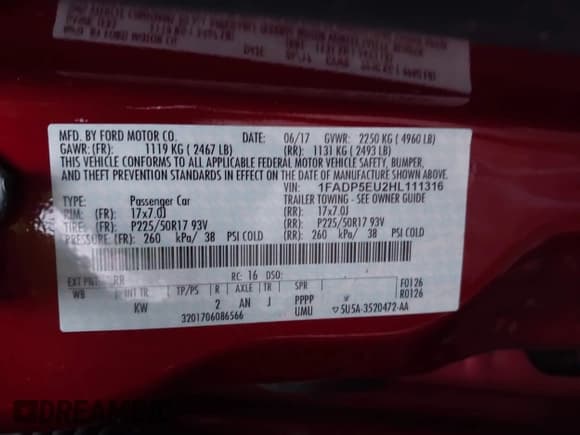 MFD. BY FORD MOTOR CO. DATE: 06/17 GVWR: 2250 KG ( 4960 LB)
GAWR: (FR): 1119 KG ( 2467 LB) (RR): 1131 KG ( 2493 LB)
THIS VEHICLE CONFORMS TO ALL APPLICABLE FEDERAL MOTOR VEHICLE SAFETY, BUMPER,
AND THEFT PREVENTION STANDARDS IN EFFECT ON THE DATE OF MANUFACTURE SHOWN ABOVE.
VIN: 1FADP5EU2HL111316
TYPE: Passenger Car TRAILER TOWING - SEE OWNER GUIDE
RIM: (FR): 17x7.0J (RR): 17x7.0J
TIRE: (FR): P225/50R17 93V (RR): P225/50R17 93V
PRESSURE: (FR): 260 kPa/ 38 PSI COLD (RR): 260 kPa/ 38 PSI COLD
EXT PNT: RR RC: 16 DSO: F0126
WB INT TR TP/PS R AXLE TR SPR R0126
KW 2 AN J PPPP
UMU
3201706086566 5U5A-3520472-AA